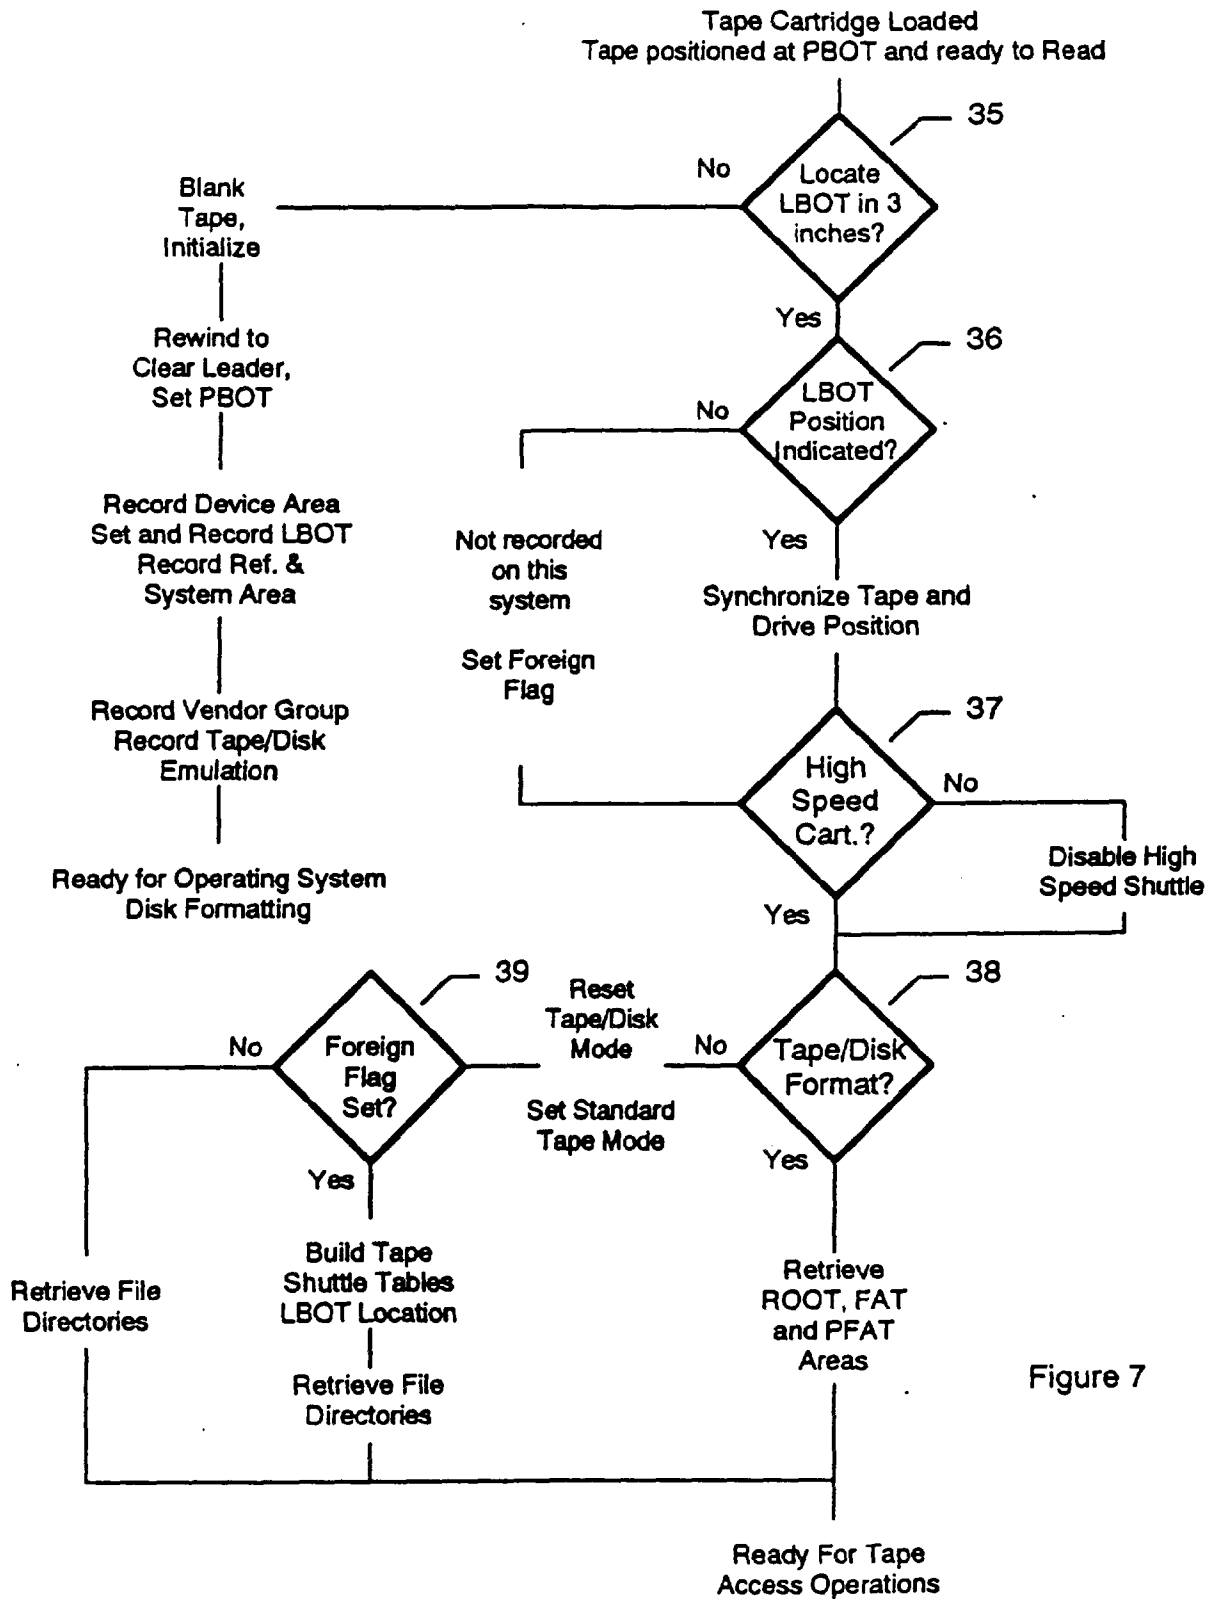 Tape Cartridge Loaded
Tape positioned at PBOT and ready to Read
35
Locate
LBOT in 3
inches?
No
Blank
Tape,
Initialize
Rewind to
Clear Leader,
Set PBOT
Record Device Area
Set and Record LBOT
Record Ref. &
System Area
Record Vendor Group
Record Tape/Disk
Emulation
Ready for Operating System
Disk Formatting
Yes
36
LBOT
Position
Indicated?
No
Not recorded
on this
system
Set Foreign
Flag
Yes
Synchronize Tape and
Drive Position
37
High
Speed
Cart.?
No
Disable High
Speed Shuttle
Yes
38
Tape/Disk
Format?
No
Reset
Tape/Disk
Mode
Set Standard
Tape Mode
39
Foreign
Flag
Set?
No
Retrieve File
Directories
Yes
Build Tape
Shuttle Tables
LBOT Location
Retrieve File
Directories
Yes
Retrieve
ROOT, FAT
and PFAT
Areas
Figure 7
Ready For Tape
Access Operations